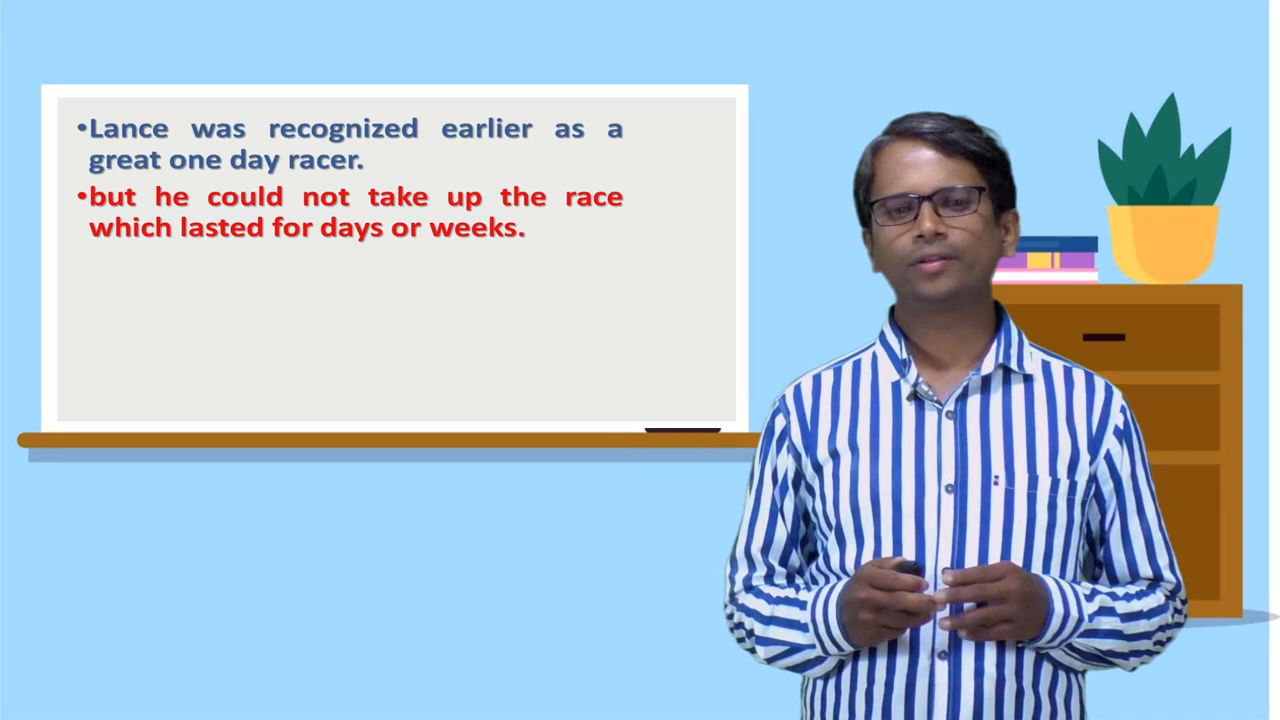 •Lance was recognized earlier as a
great one day racer.
•but he could not take up the race
which lasted for days or weeks.